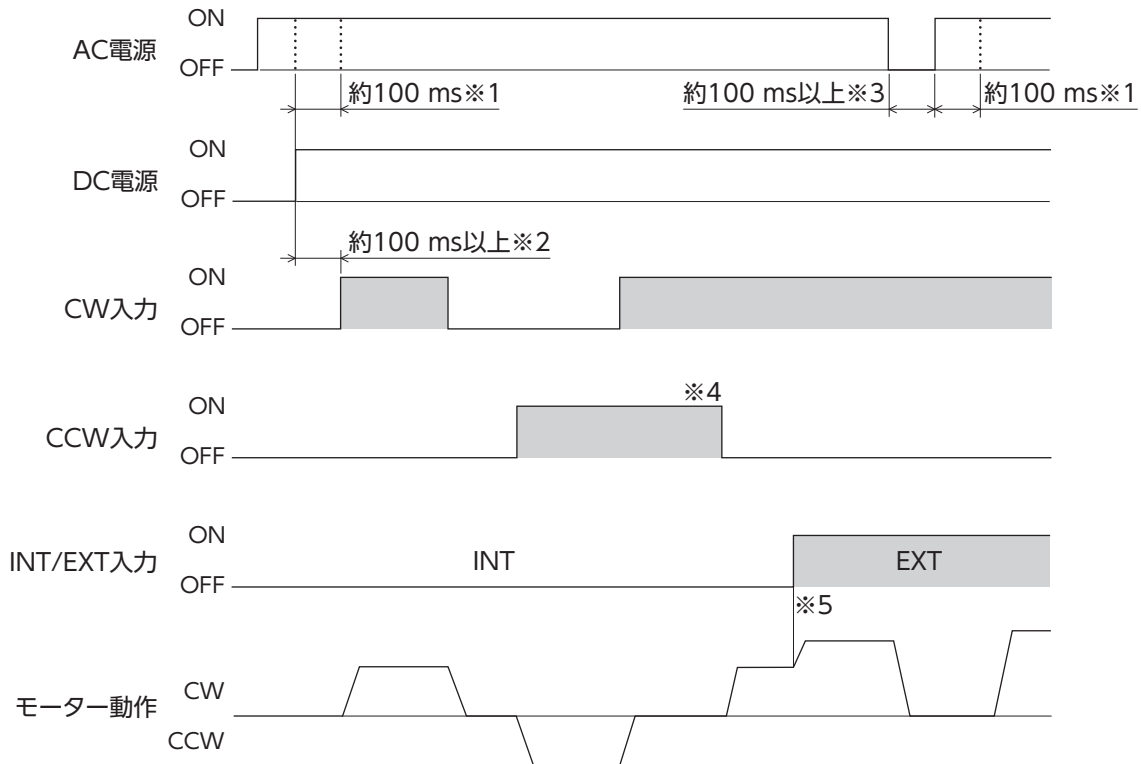 ON
AC電源
OFF
約100 ms※1
約100 ms以上※3
約100 ms※1
ON
DC電源
OFF
約100 ms以上※2
ON
CW入力
OFF
※4
ON
CCW入力
OFF
ON
INT/EXT入力
INT
EXT
OFF
※5
CW
モーター動作
CCW